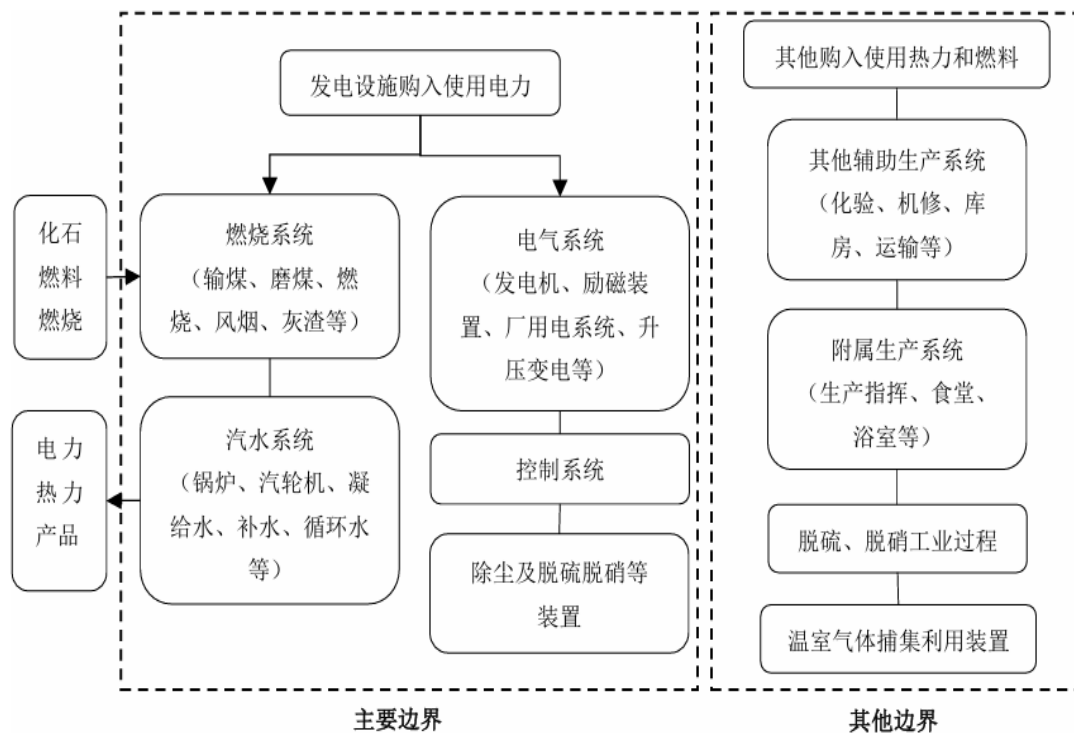 发电设施购入使用电力
化石
燃料
燃烧
燃烧系统
（输煤、磨煤、燃
烧、风烟、灰渣等）
电气系统
（发电机、励磁装
置、厂用电系统、升
压变电等）
电力
热力
产品
汽水系统
（锅炉、汽轮机、凝
给水、补水、循环水
等）
控制系统
除尘及脱硫脱硝等
装置
主要边界
其他购入使用热力和燃料
其他辅助生产系统
（化验、机修、库
房、运输等）
附属生产系统
（生产指挥、食堂、
浴室等）
脱硫、脱硝工业过程
温室气体捕集利用装置
其他边界